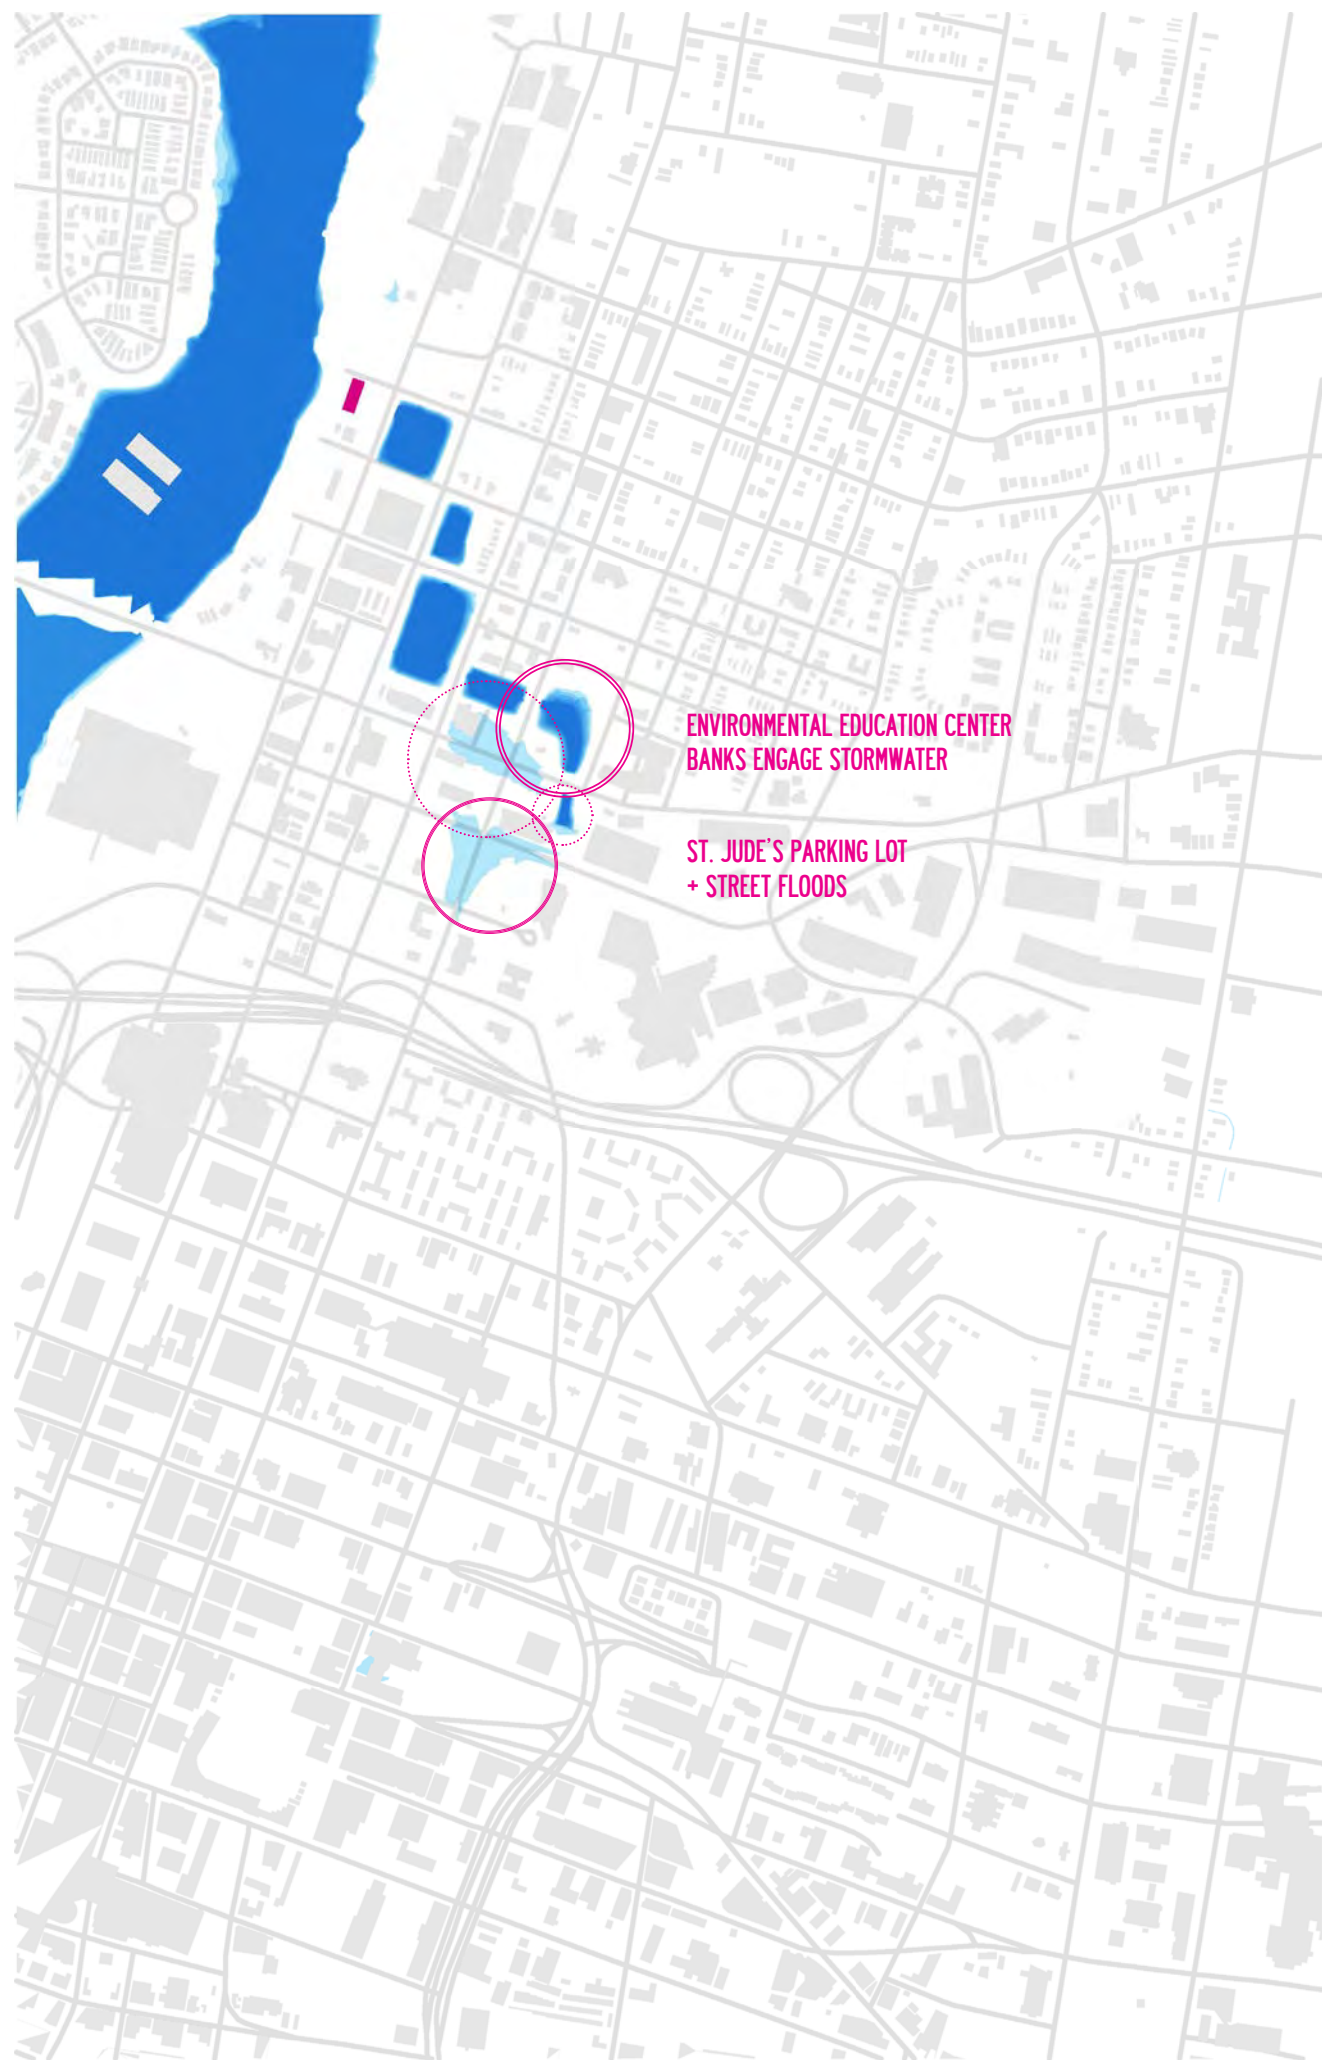 ENVIRONMENTAL EDUCATION CENTER
BANKS ENGAGE STORMWATER
ST. JUDE'S PARKING LOT
+ STREET FLOODS